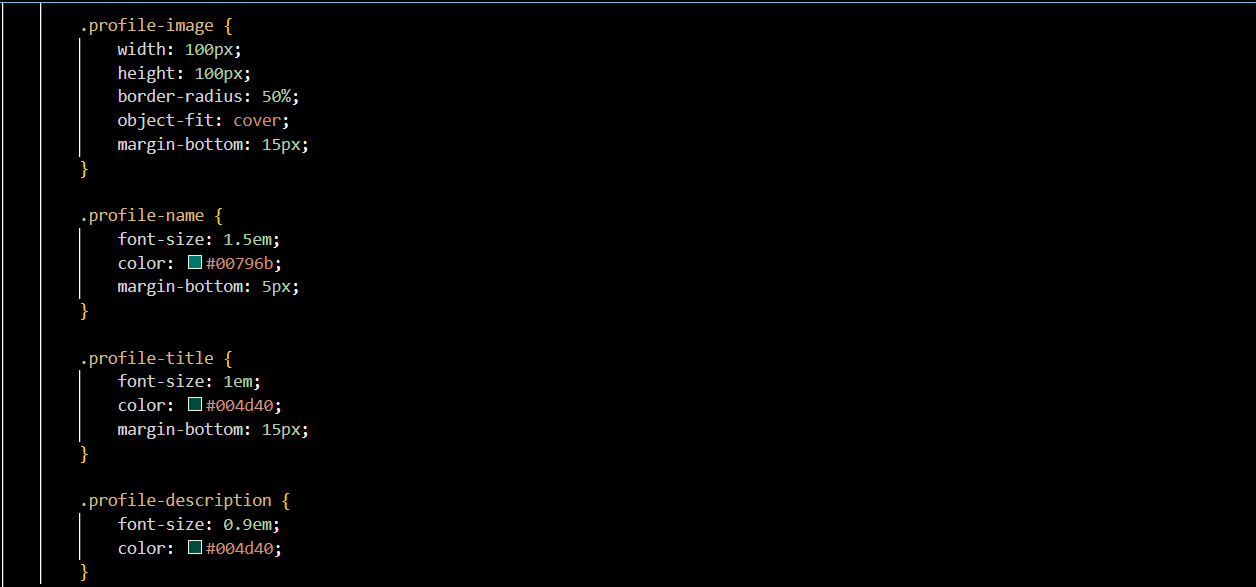 .profile-image {
width: 100px;
height: 100px;
border-radius: 50%;
object-fit: cover;
margin-bottom: 15px;
}
.profile-name {
font-size: 1.5em;
color: #00796b;
margin-bottom: 5px;
}
.profile-title {
font-size: 1em;
color: #004d40;
margin-bottom: 15px;
}
.profile-description {
font-size: 0.9em;
color: #004d40;
}